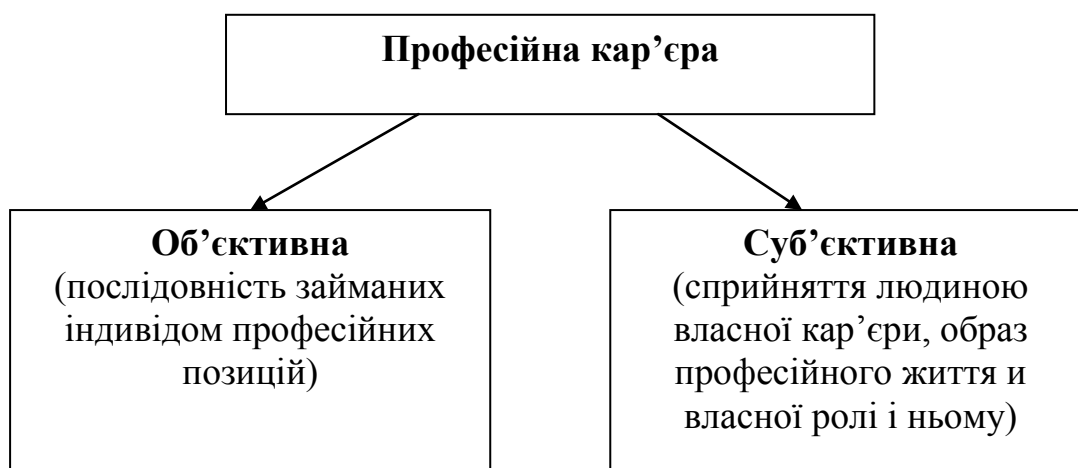 Професійна кар’єра
Об’єктивна
(послідовність займаних
індивідом професійних
позицій)
Суб’єктивна
(сприйняття людиною
власної кар’єри, образ
професійного життя и
власної ролі і ньому)